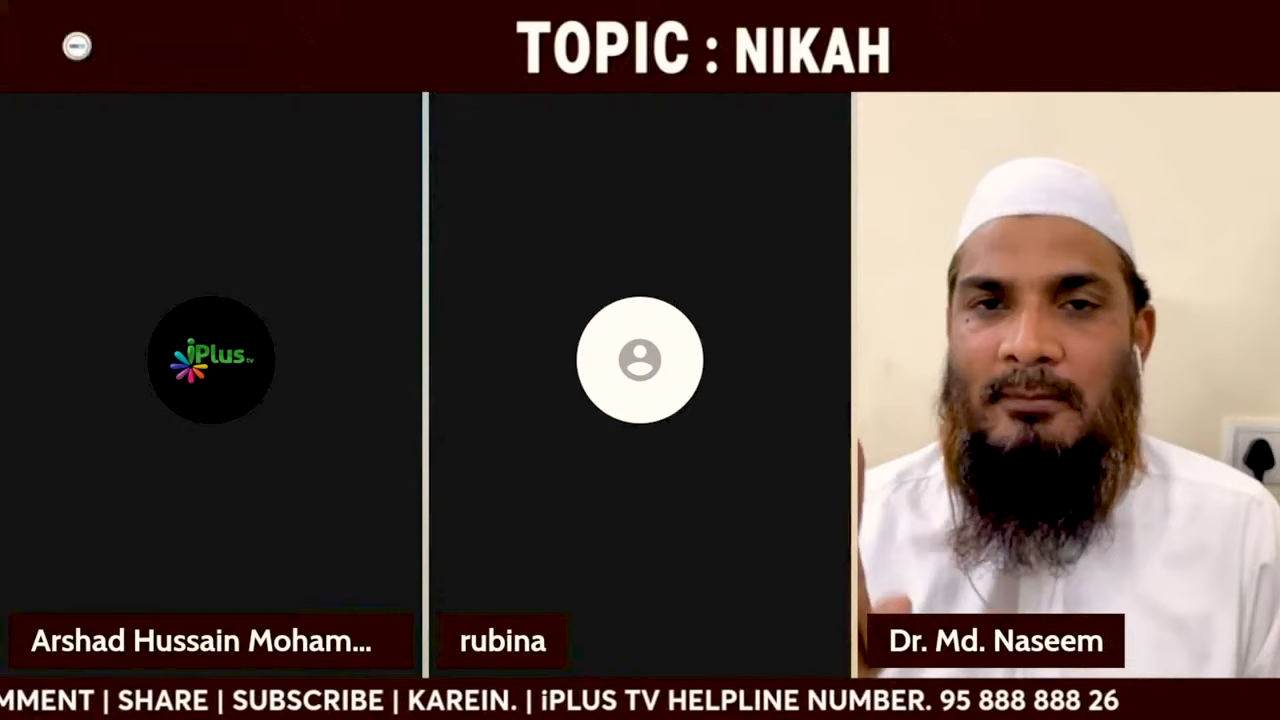 TOPIC : NIKAH
iPlus tv
Arshad Hussain Moham...
rubina
Dr. Md. Naseem
MMENT | SHARE | SUBSCRIBE | KAREIN. | iPLUS TV HELPLINE NUMBER. 95 888 888 26